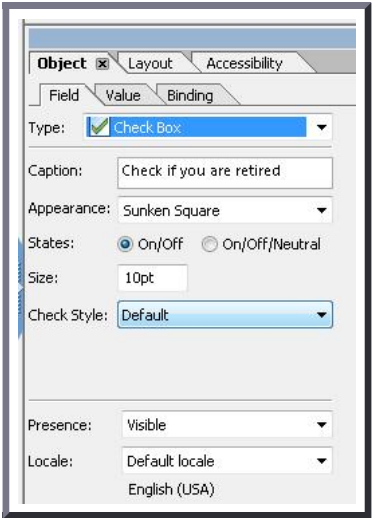 Object Layout Accessibility
Field Value Binding
Type: Check Box
Caption: Check if you are retired
Appearance: Sunken Square
States: On/Off On/Off/Neutral
Size: 10pt
Check Style: Default
Presence: Visible
Locale: Default locale
English (USA)